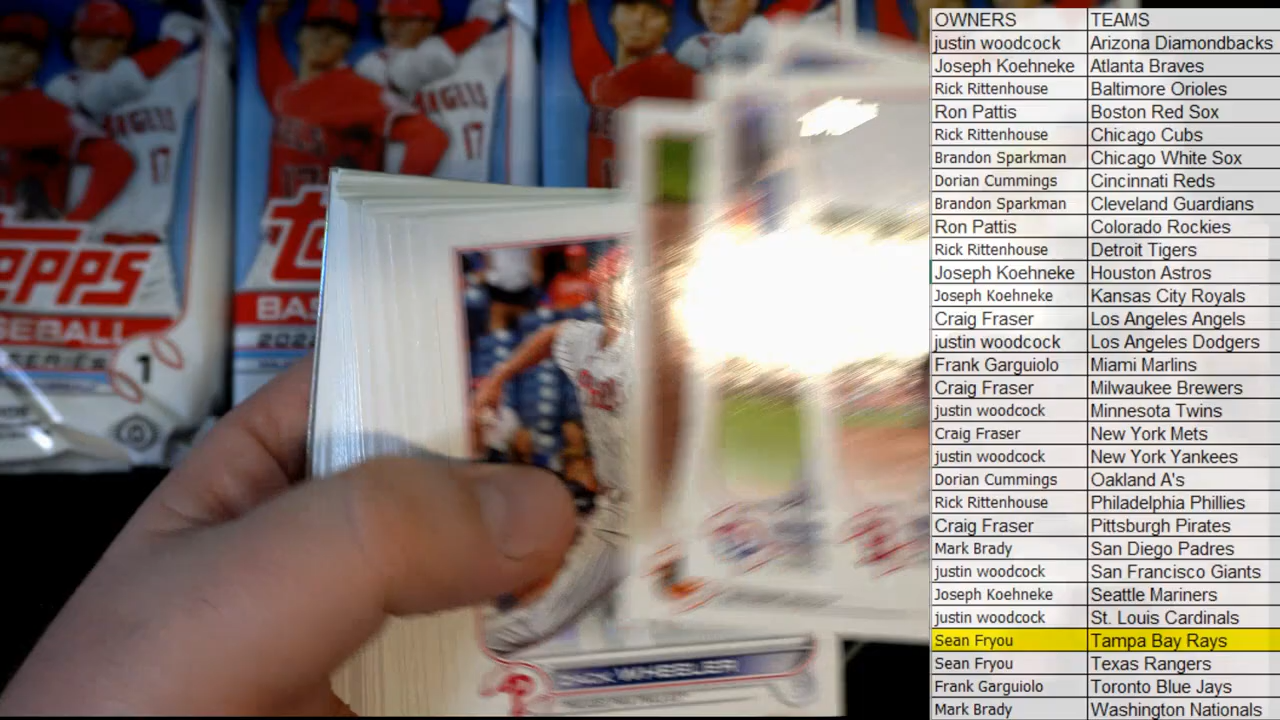 OWNERS TEAMS
justin woodcock Arizona Diamondbacks
Joseph Koehneke Atlanta Braves
Rick Rittenhouse Baltimore Orioles
Ron Pattis Boston Red Sox
Rick Rittenhouse Chicago Cubs
Brandon Sparkman Chicago White Sox
Dorian Cummings Cincinnati Reds
Brandon Sparkman Cleveland Guardians
Ron Pattis Colorado Rockies
Rick Rittenhouse Detroit Tigers
Joseph Koehneke Houston Astros
Joseph Koehneke Kansas City Royals
Craig Fraser Los Angeles Angels
justin woodcock Los Angeles Dodgers
Frank Garguiolo Miami Marlins
Craig Fraser Milwaukee Brewers
justin woodcock Minnesota Twins
Craig Fraser New York Mets
justin woodcock New York Yankees
Dorian Cummings Oakland A's
Rick Rittenhouse Philadelphia Phillies
Craig Fraser Pittsburgh Pirates
Mark Brady San Diego Padres
justin woodcock San Francisco Giants
Joseph Koehneke Seattle Mariners
justin woodcock St. Louis Cardinals
Sean Fryou Tampa Bay Rays
Sean Fryou Texas Rangers
Frank Garguiolo Toronto Blue Jays
Mark Brady Washington Nationals
17
17
TOPPS
SEBALL
SERIES 1
BAS
2022
WHEELER
P